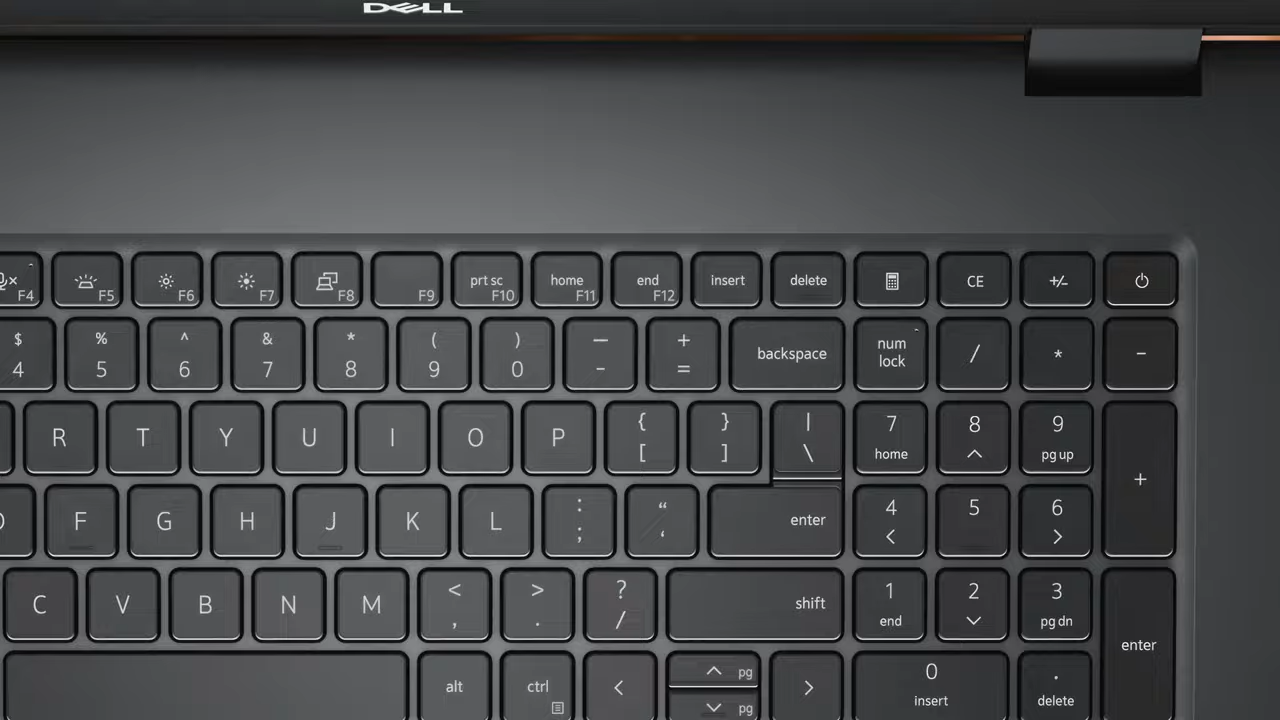 DELL
F4 F5 F6 F7 F8 F9 prt sc F10 home F11 end F12 insert delete CE +/-
$ 4 % 5 ^ 6 & 7 * 8 ( 9 ) 0 — - + = backspace num lock / * -
R T Y U I O P { [ } ] | \ 7 home 8 9 pg up +
F G H J K L : ; “ ‘ enter 4 < 5 6 >
C V B N M < , > . ? / shift 1 end 2 3 pg dn enter
alt ctrl < ^ pg > 0 insert . delete
pg